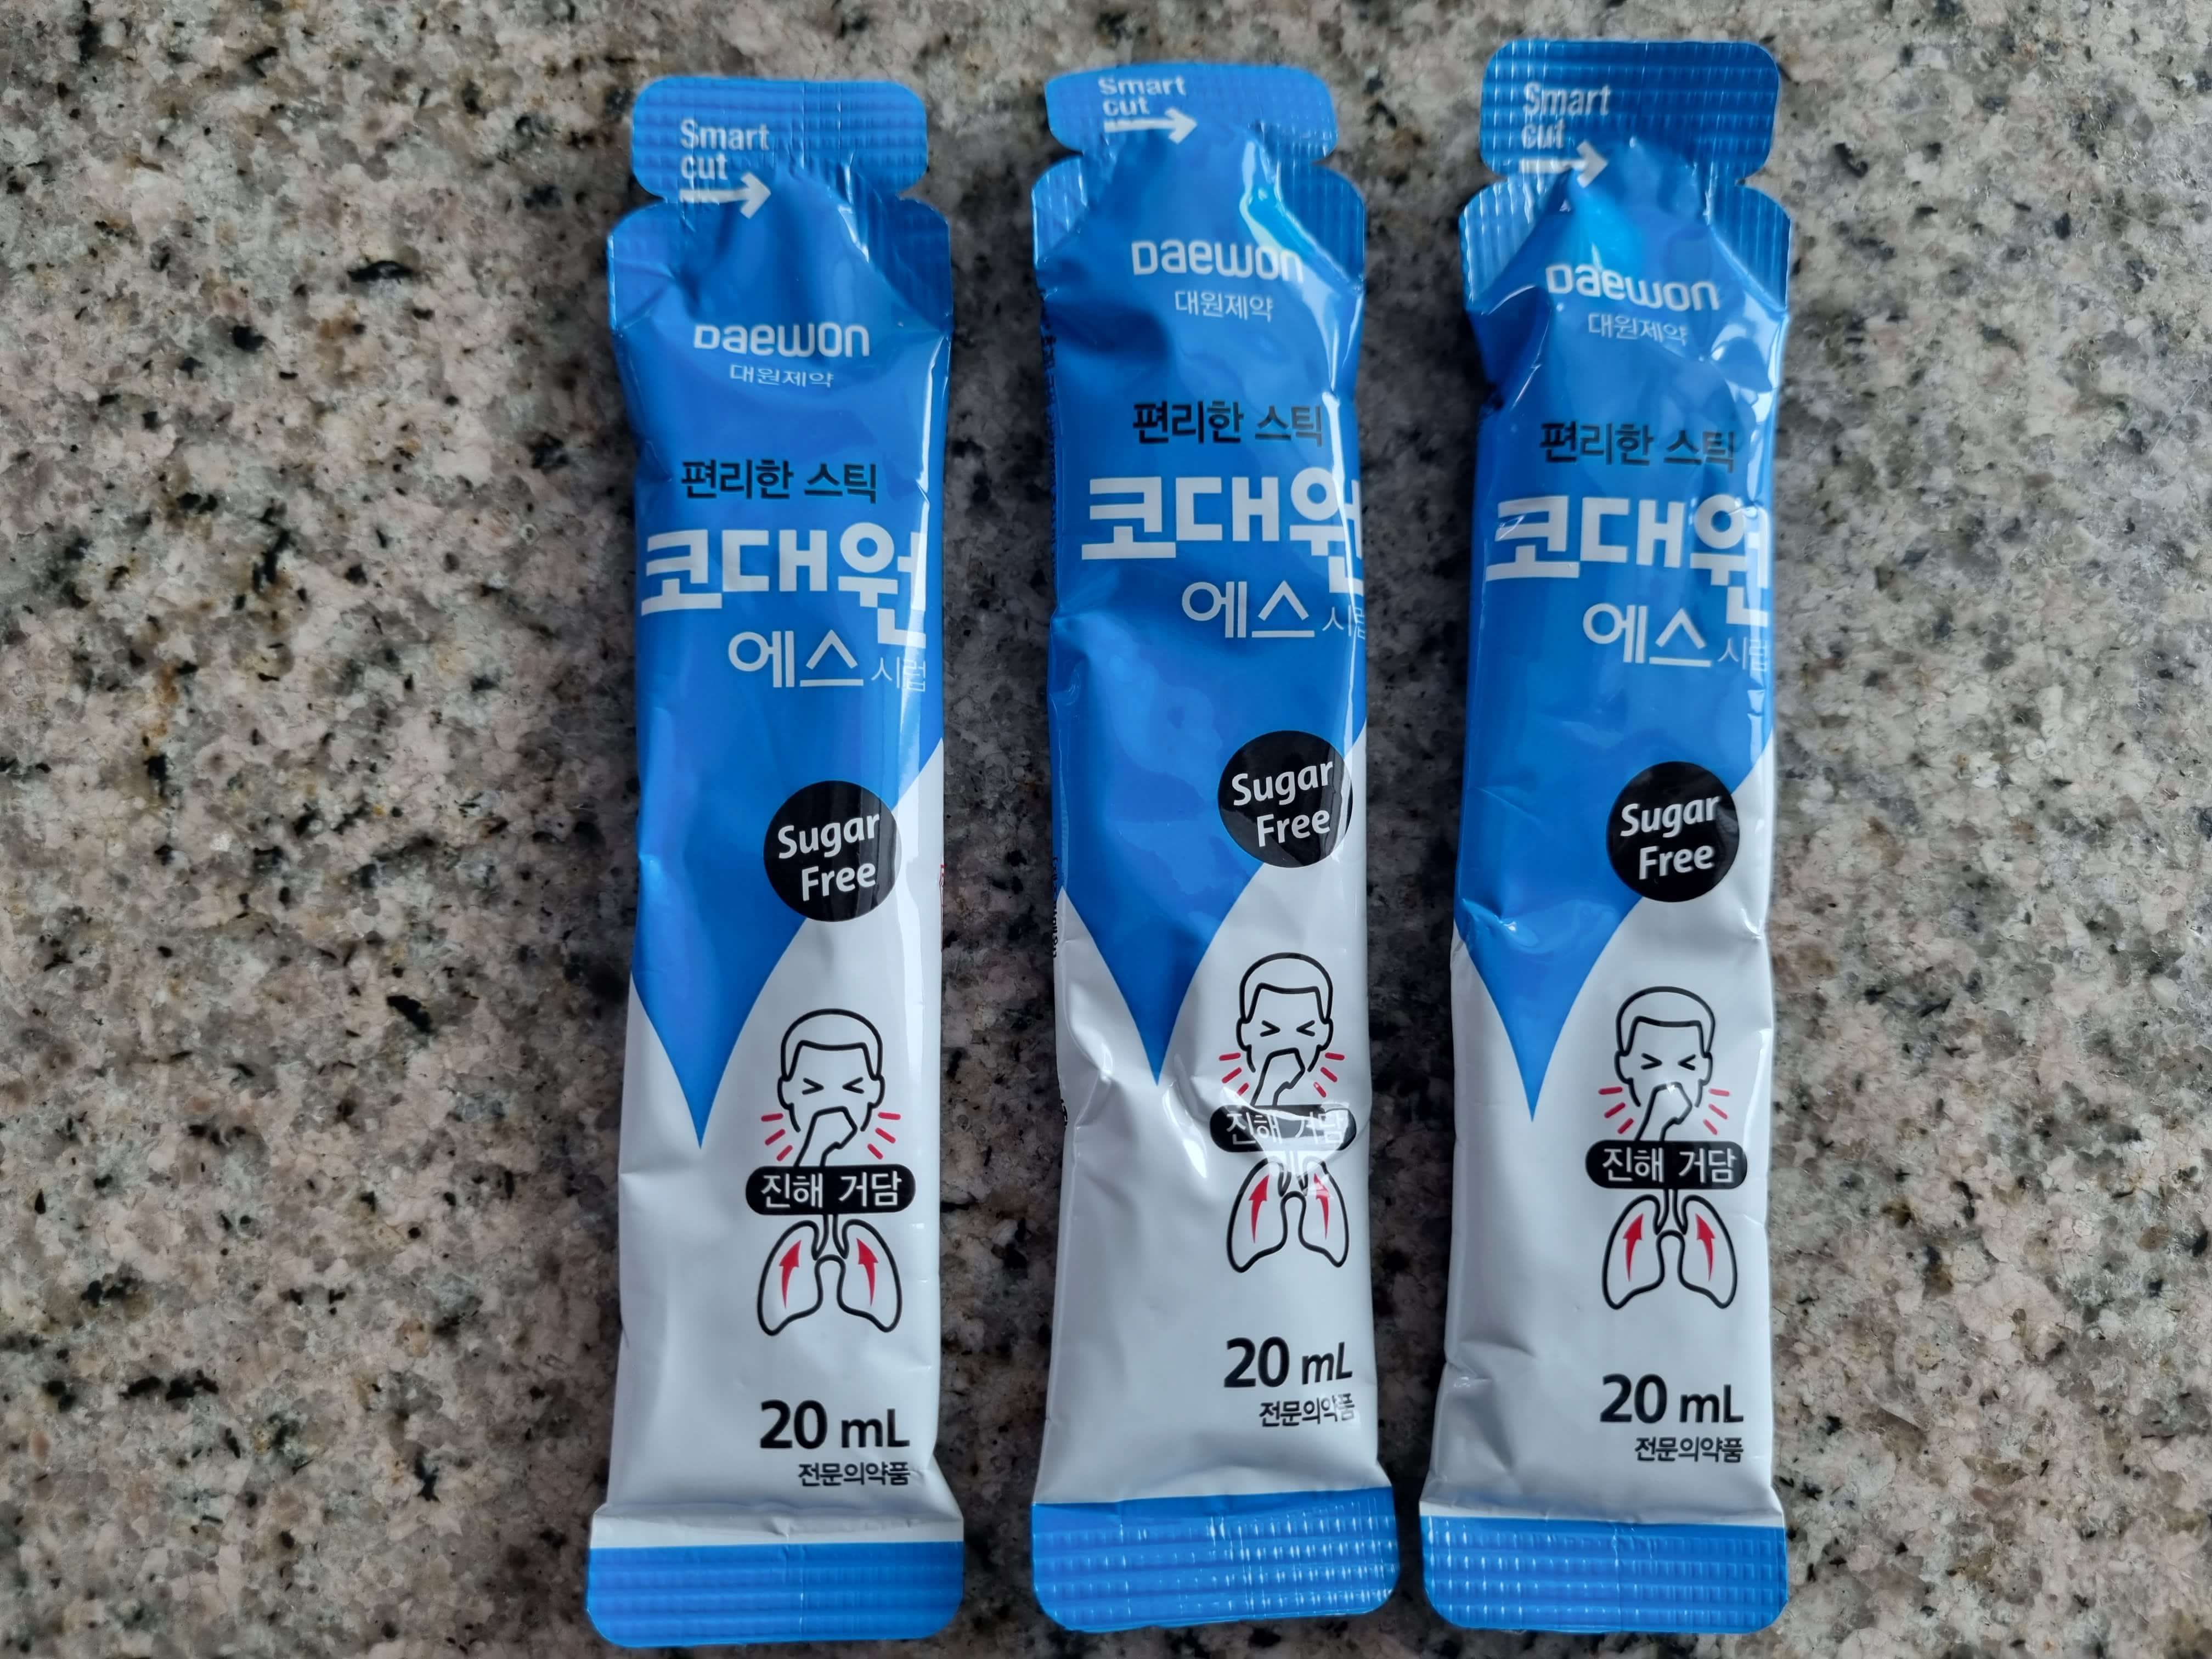 Smart
cut
Daewon
대원제약
편리한 스틱
코대원
에스 시럽
Sugar
Free
진해 거담
20 mL
전문의약품
Smart
cut
Daewon
대원제약
편리한 스틱
코대원
에스 시럽
Sugar
Free
진해 거담
20 mL
전문의약품
Smart
cut
Daewon
대원제약
편리한 스틱
코대원
에스 시럽
Sugar
Free
진해 거담
20 mL
전문의약품